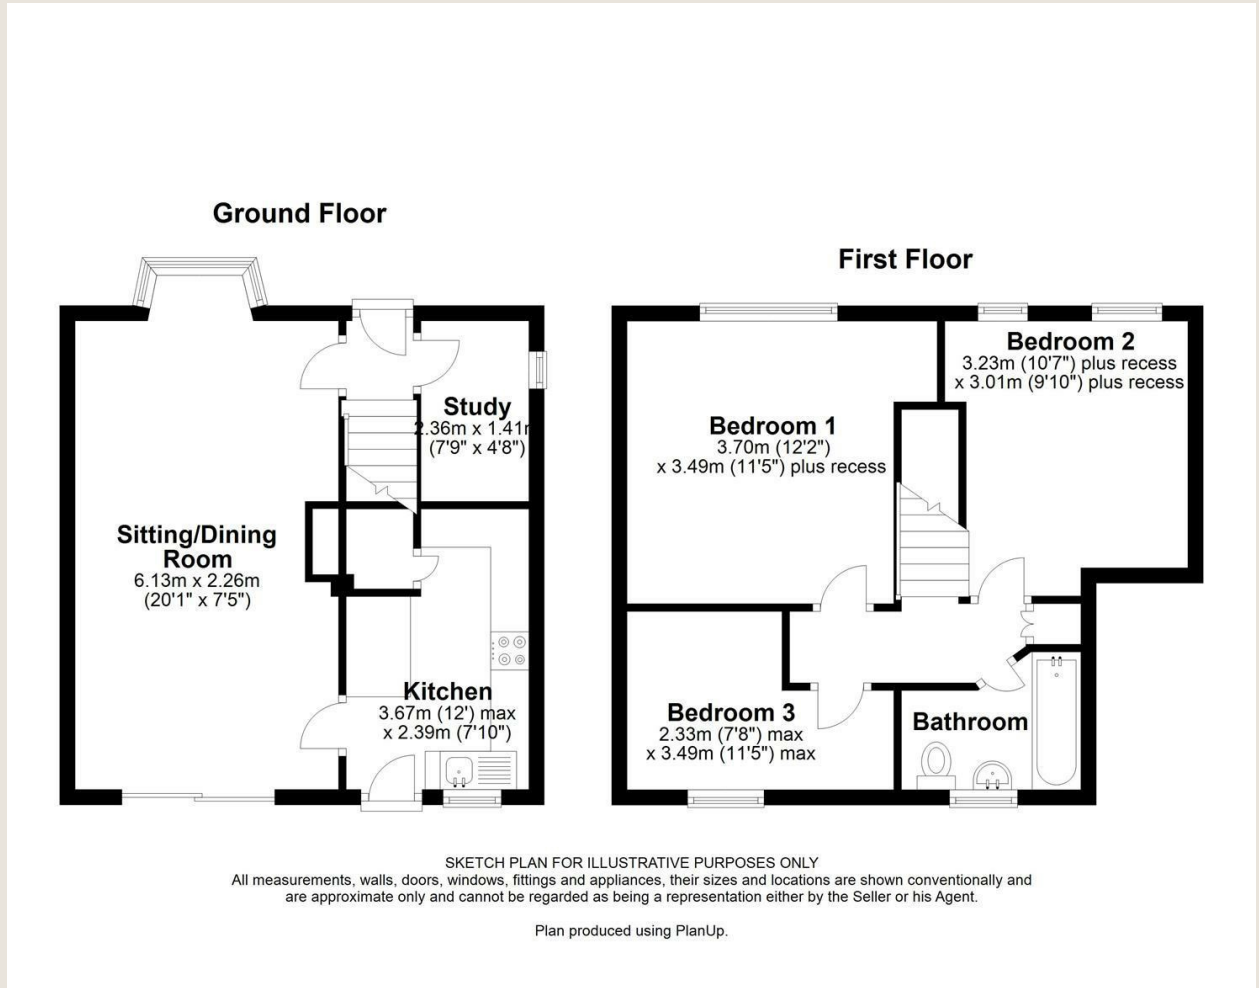 Ground Floor
First Floor
Study
2.36m x 1.41m
(7'9" x 4'8")
Sitting/Dining
Room
6.13m x 2.26m
(20'1" x 7'5")
Kitchen
3.67m (12') max
x 2.39m (7'10")
Bedroom 1
3.70m (12'2")
x 3.49m (11'5") plus recess
Bedroom 2
3.23m (10'7") plus recess
x 3.01m (9'10") plus recess
Bedroom 3
2.33m (7'8") max
x 3.49m (11'5") max
Bathroom
SKETCH PLAN FOR ILLUSTRATIVE PURPOSES ONLY
All measurements, walls, doors, windows, fittings and appliances, their sizes and locations are shown conventionally and
are approximate only and cannot be regarded as being a representation either by the Seller or his Agent.
Plan produced using PlanUp.